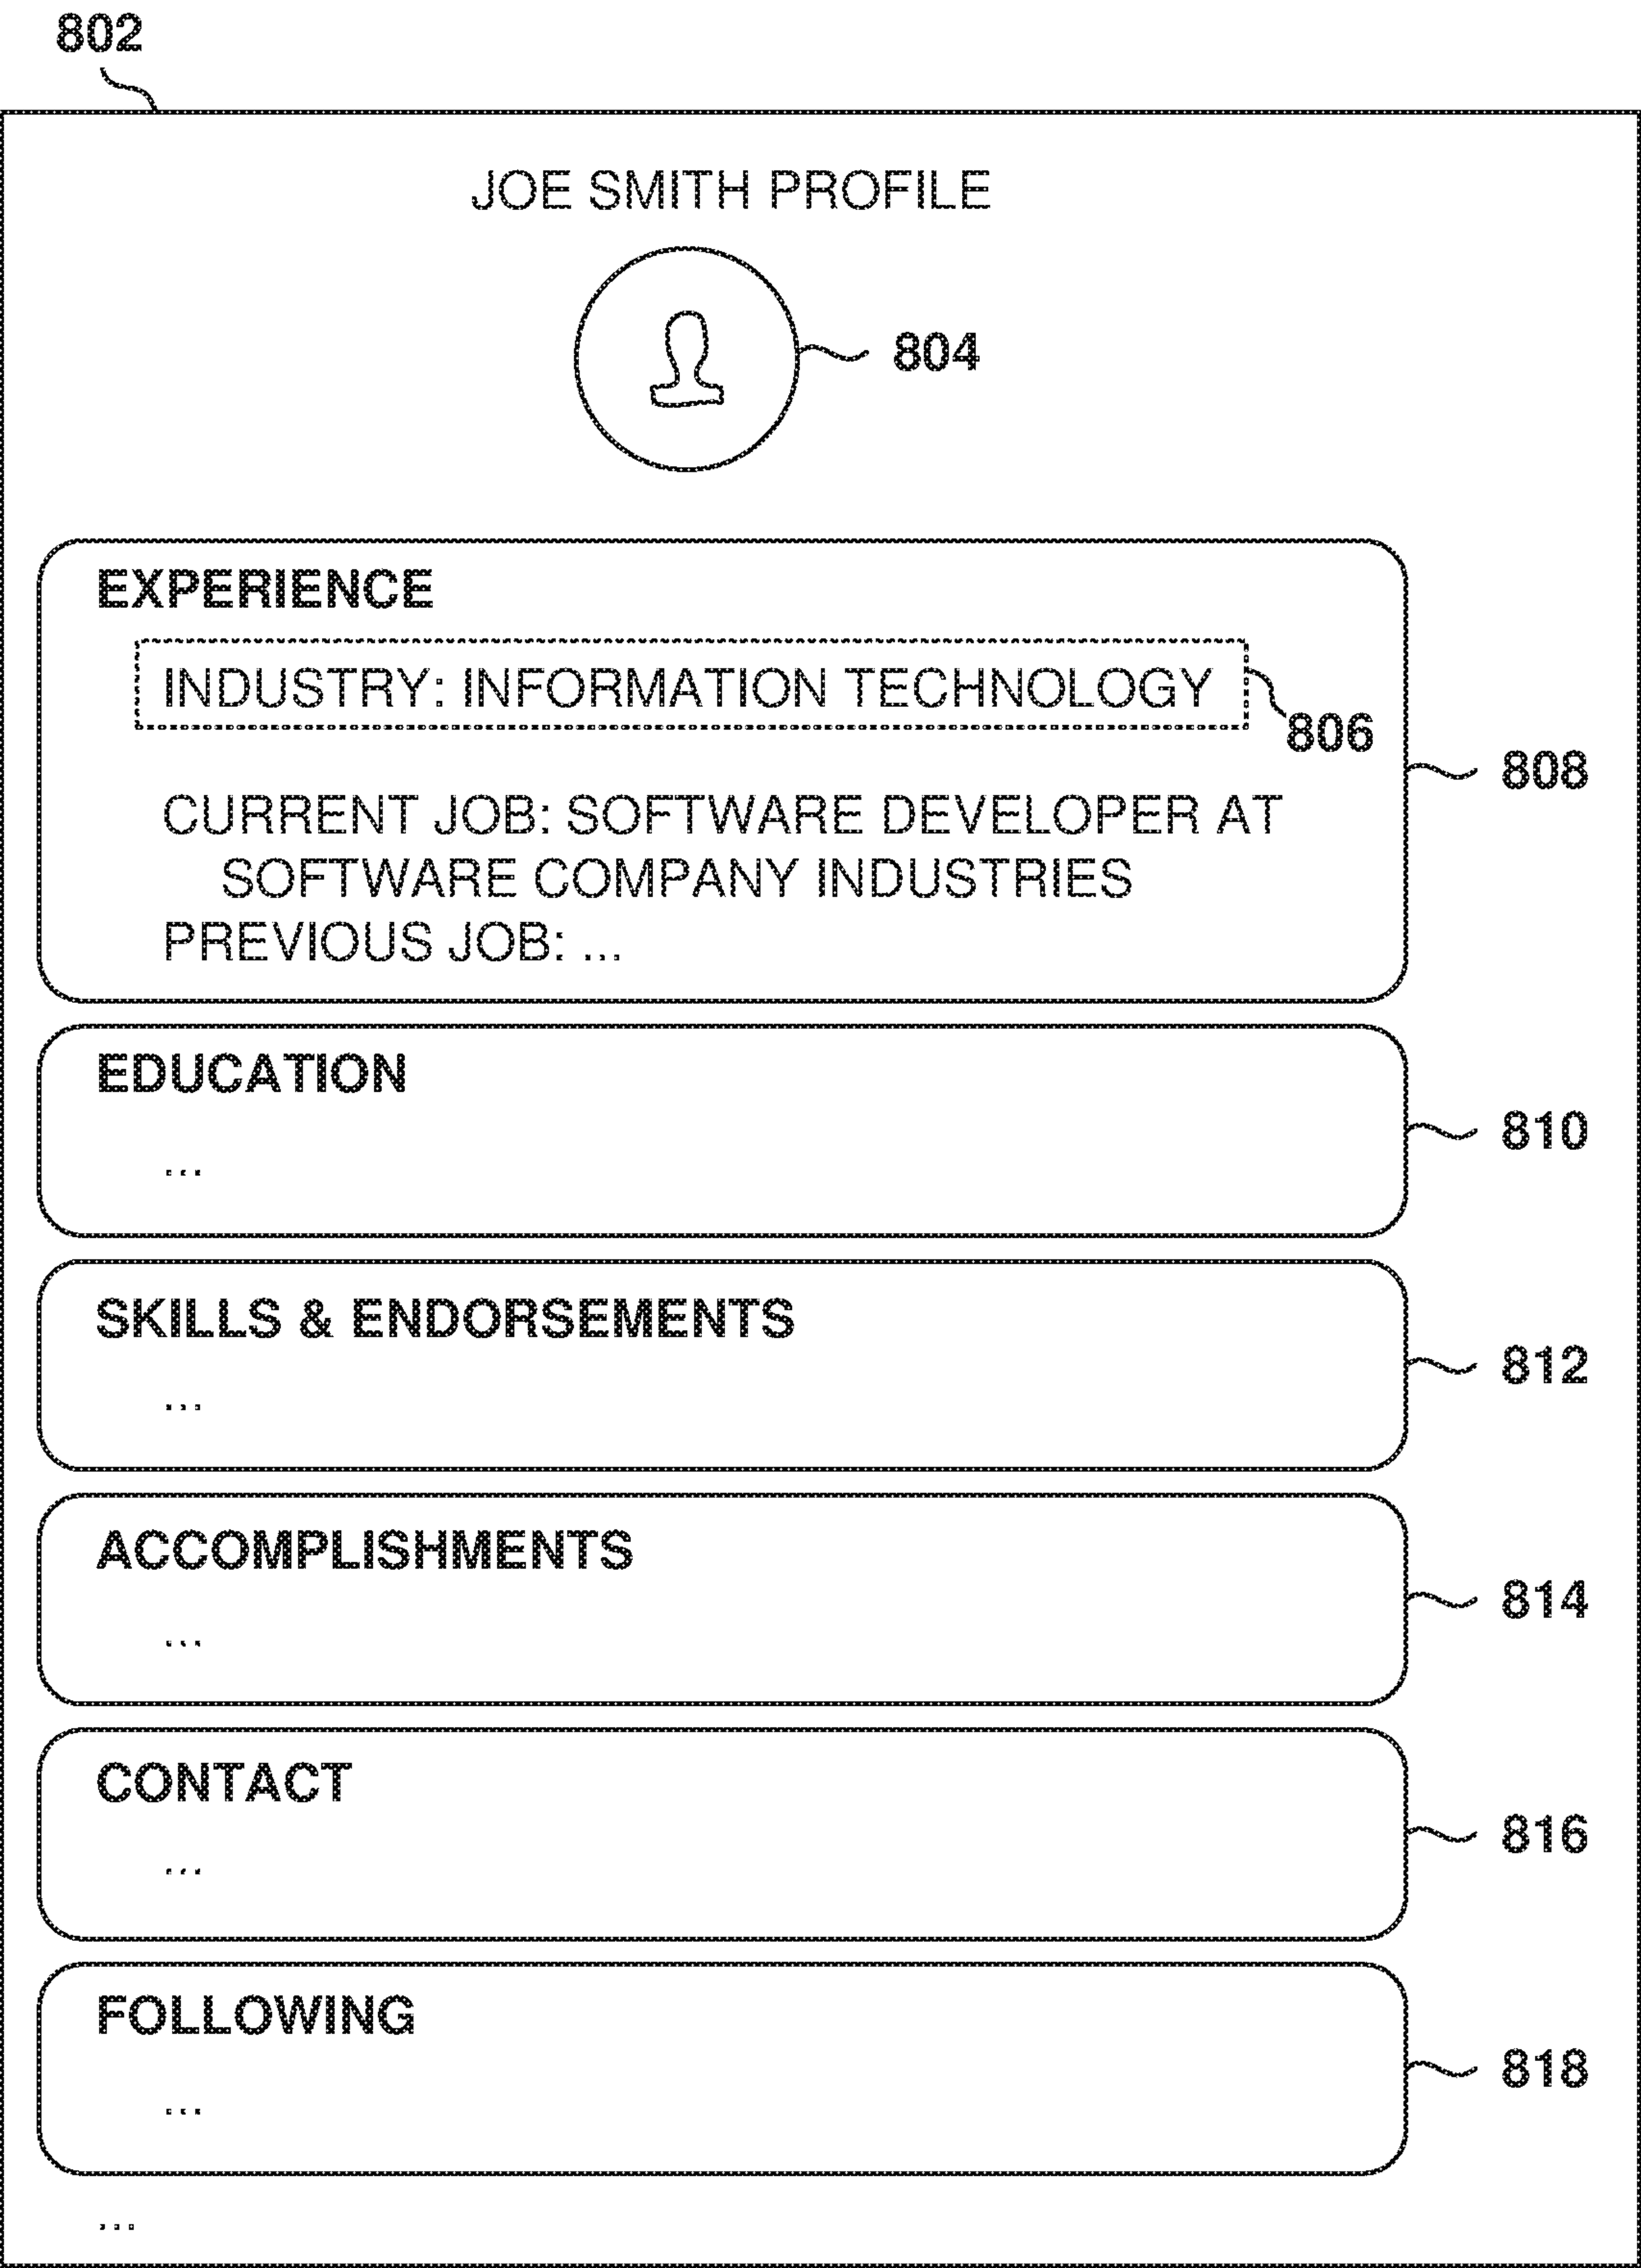 802
JOE SMITH PROFILE
804
EXPERIENCE
INDUSTRY: INFORMATION TECHNOLOGY
806
808
CURRENT JOB: SOFTWARE DEVELOPER AT
SOFTWARE COMPANY INDUSTRIES
PREVIOUS JOB: ...
EDUCATION
...
810
SKILLS & ENDORSEMENTS
...
812
ACCOMPLISHMENTS
...
814
CONTACT
...
816
FOLLOWING
...
818
...